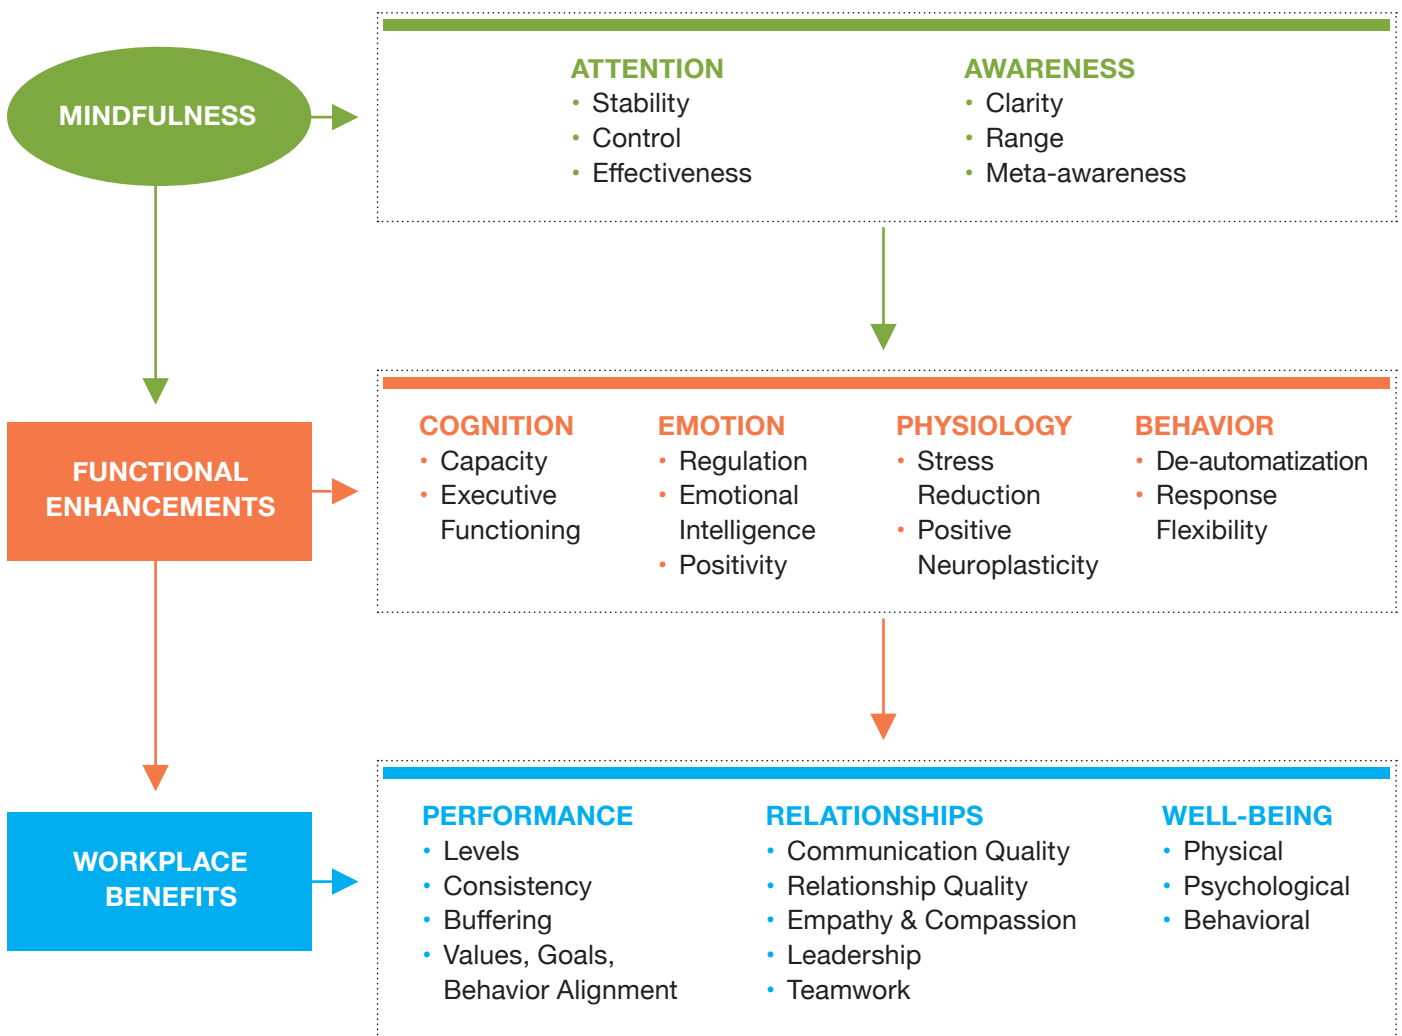 MINDFULNESS
ATTENTION
• Stability
• Control
• Effectiveness
AWARENESS
• Clarity
• Range
• Meta-awareness
FUNCTIONAL
ENHANCEMENTS
COGNITION
• Capacity
• Executive
Functioning
EMOTION
• Regulation
• Emotional
Intelligence
• Positivity
PHYSIOLOGY
• Stress
Reduction
• Positive
Neuroplasticity
BEHAVIOR
• De-automatization
• Response
Flexibility
WORKPLACE
BENEFITS
PERFORMANCE
• Levels
• Consistency
• Buffering
• Values, Goals,
Behavior Alignment
RELATIONSHIPS
• Communication Quality
• Relationship Quality
• Empathy & Compassion
• Leadership
• Teamwork
WELL-BEING
• Physical
• Psychological
• Behavioral